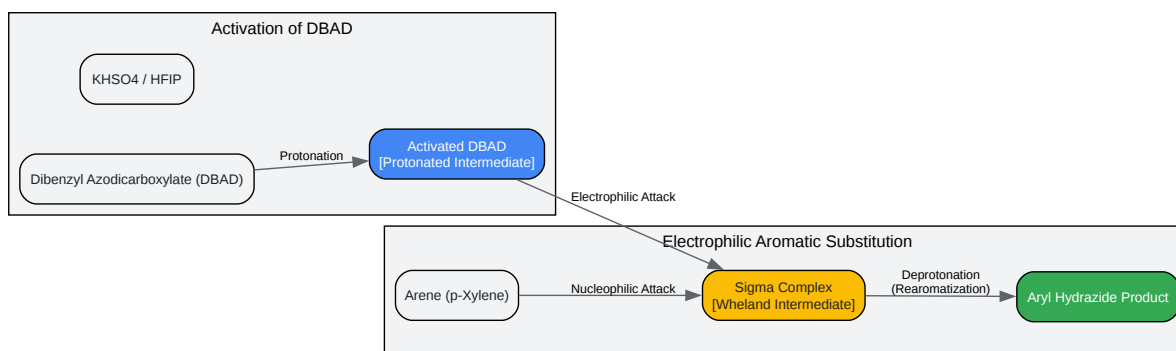 Activation of DBAD
KHSO4 / HFIP
Dibenzyl Azodicarboxylate (DBAD)
Protonation
Activated DBAD
[Protonated Intermediate]
Electrophilic Attack
Electrophilic Aromatic Substitution
Arene (p-Xylene)
Nucleophilic Attack
Sigma Complex
[Wheland Intermediate]
Deprotonation
(Rearomatization)
Aryl Hydrazide Product